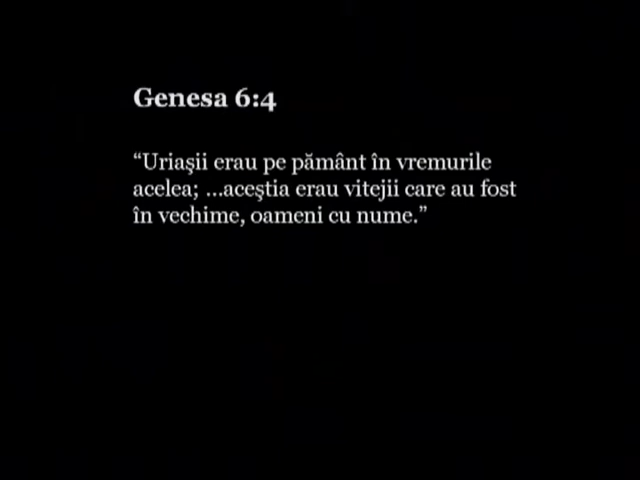 Genesa 6:4
“Uriaşii erau pe pământ în vremurile
acelea; ...aceştia erau vitejii care au fost
în vechime, oameni cu nume.”